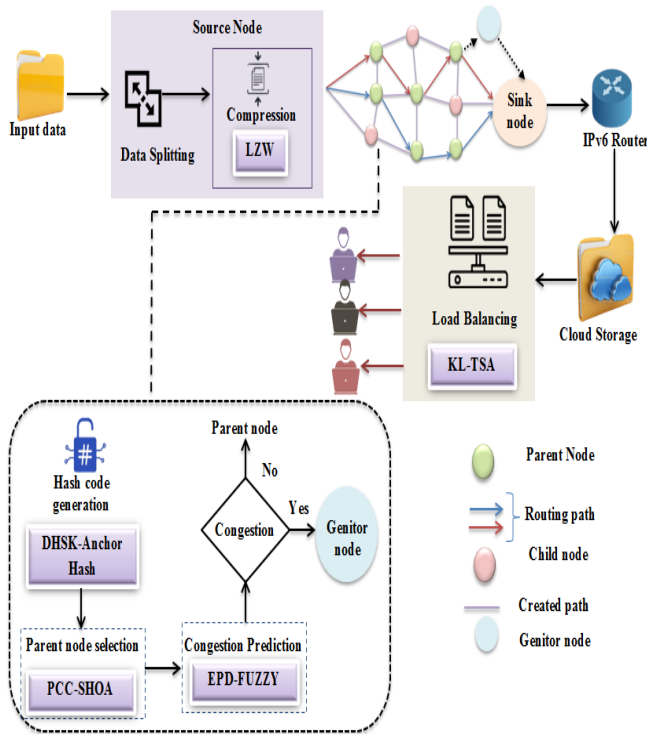 Source Node
Input data
Data Splitting
Compression
LZW
Sink
node
IPv6 Router
Cloud Storage
Load Balancing
KL-TSA
Hash code
generation
#
DHSK-Anchor
Hash
Parent node selection
PCC-SHOA
Congestion Prediction
EPD-FUZZY
Congestion
No
Parent node
Yes
Genitor
node
Parent Node
Routing path
Child node
Created path
Genitor node